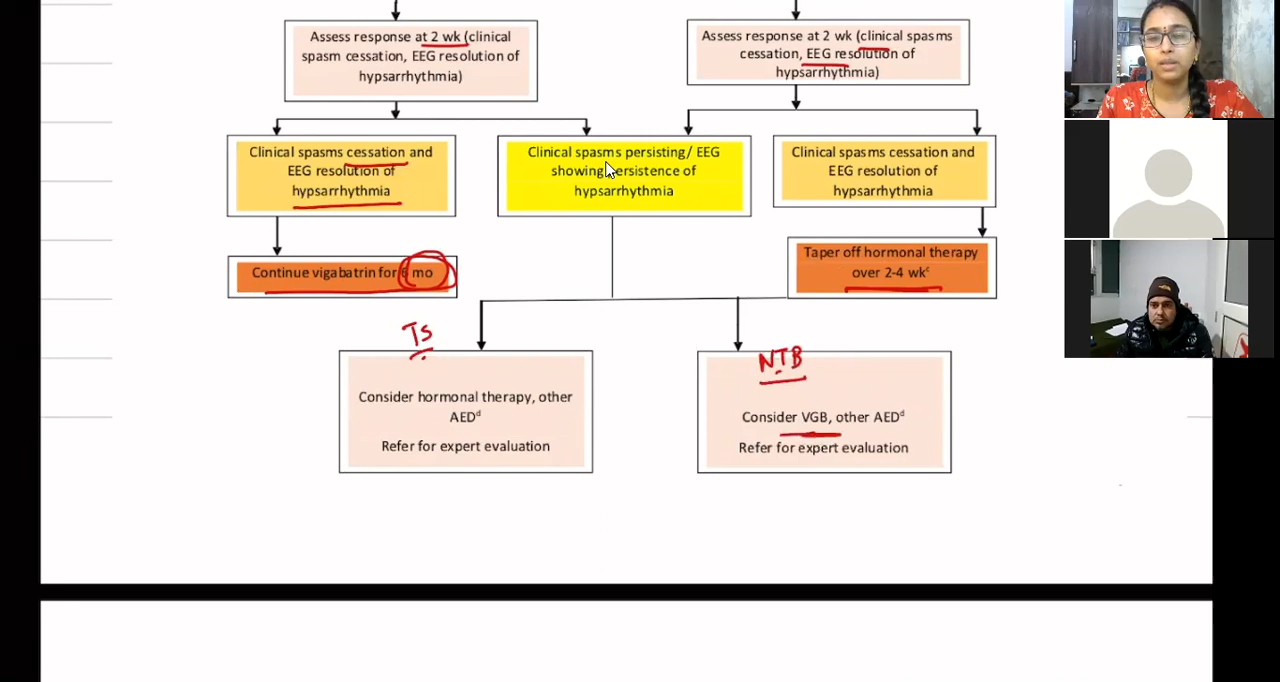 Assess response at 2 wk (clinical
spasm cessation, EEG resolution of
hypsarrhythmia)
Assess response at 2 wk (clinical spasms
cessation, EEG resolution of
hypsarrhythmia)
Clinical spasms cessation and
EEG resolution of
hypsarrhythmia
Clinical spasms persisting/ EEG
showing persistence of
hypsarrhythmia
Clinical spasms cessation and
EEG resolution of
hypsarrhythmia
Continue vigabatrin for 6 mo
Taper off hormonal therapy
over 2-4 wkᶜ
Ts
Consider hormonal therapy, other
AEDᵈ
Refer for expert evaluation
NTB
Consider VGB, other AEDᵈ
Refer for expert evaluation